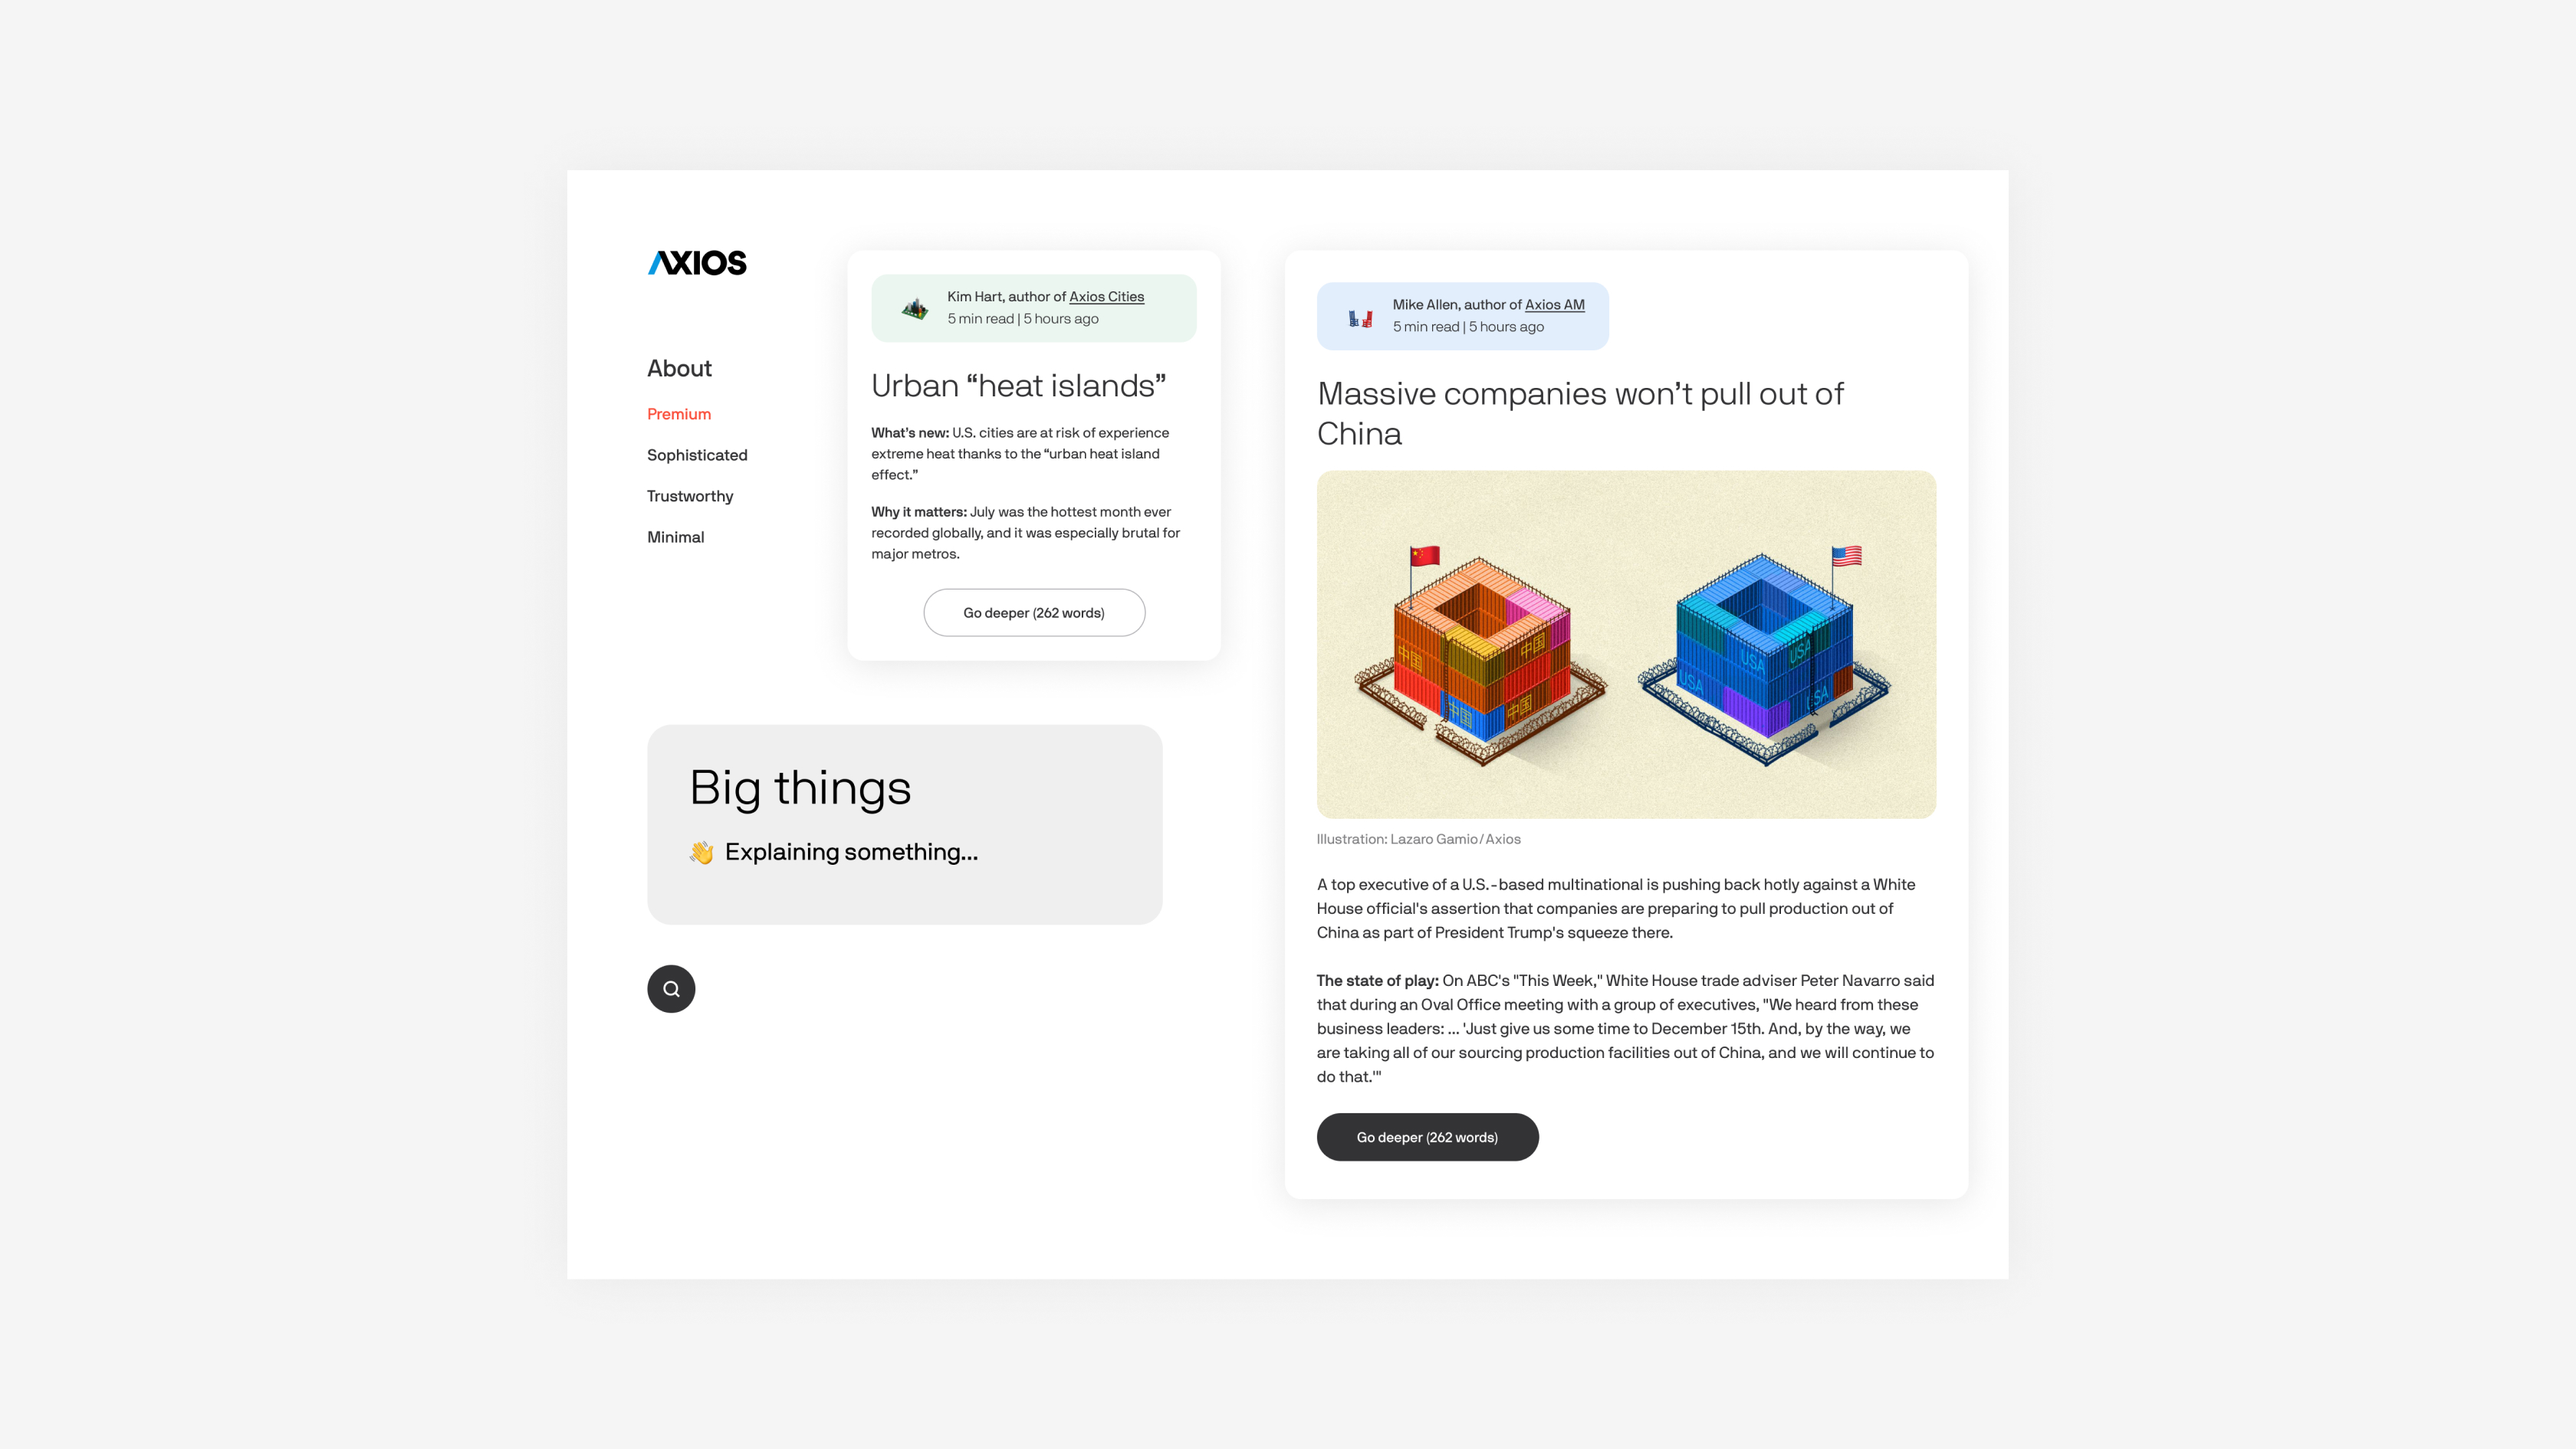 AXIOS
About
Premium
Sophisticated
Trustworthy
Minimal
Kim Hart, author of Axios Cities
5 min read | 5 hours ago
Urban “heat islands”
What’s new: U.S. cities are at risk of experience
extreme heat thanks to the “urban heat island
effect.”
Why it matters: July was the hottest month ever
recorded globally, and it was especially brutal for
major metros.
Go deeper (262 words)
Big things
👋 Explaining something...
Mike Allen, author of Axios AM
5 min read | 5 hours ago
Massive companies won’t pull out of
China
中国
中国
中国
中国
USA
USA
USA
USA
Illustration: Lazaro Gamio/Axios
A top executive of a U.S.-based multinational is pushing back hotly against a White
House official's assertion that companies are preparing to pull production out of
China as part of President Trump's squeeze there.
The state of play: On ABC's "This Week," White House trade adviser Peter Navarro said
that during an Oval Office meeting with a group of executives, "We heard from these
business leaders: ... 'Just give us some time to December 15th. And, by the way, we
are taking all of our sourcing production facilities out of China, and we will continue to
do that.'"
Go deeper (262 words)